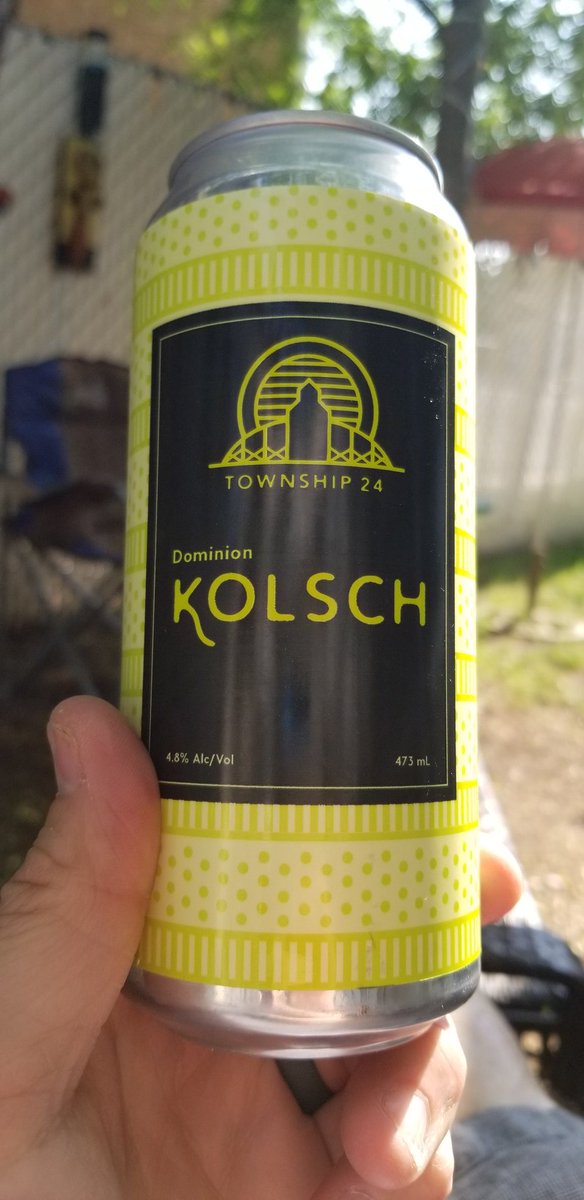 TOWNSHIP 24
Dominion
KOLSCH
4.8% Alc/Vol 473 mL